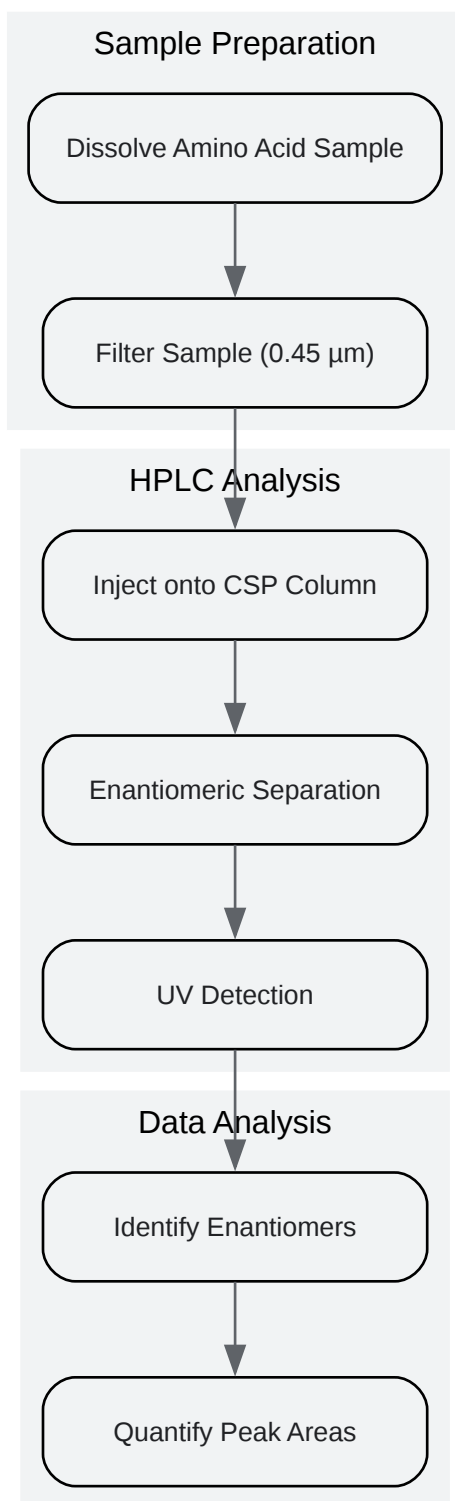 Sample Preparation
Dissolve Amino Acid Sample
Filter Sample (0.45 µm)
HPLC Analysis
Inject onto CSP Column
Enantiomeric Separation
UV Detection
Data Analysis
Identify Enantiomers
Quantify Peak Areas